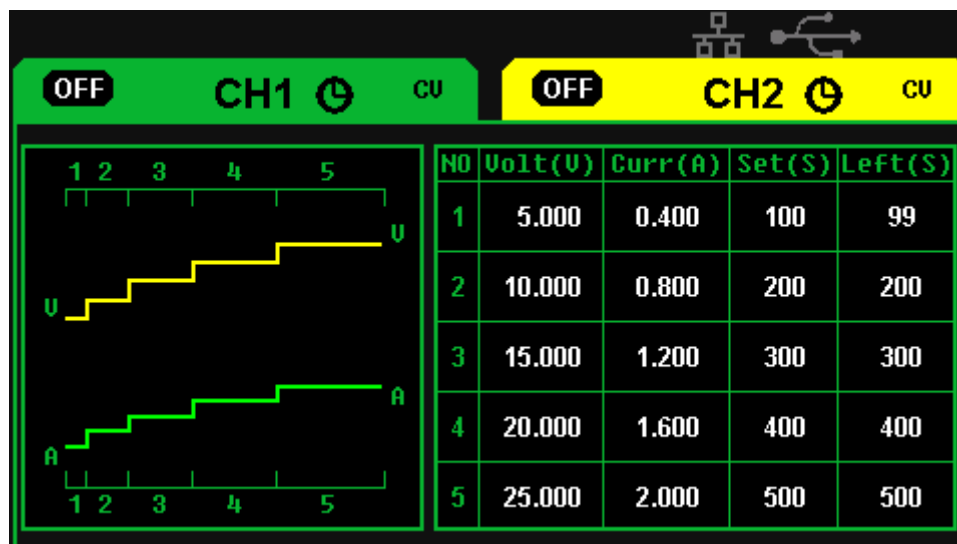 OFF CH1 CV OFF CH2 CV
1 2 3 4 5
V
V
A
A
1 2 3 4 5
NO Volt(V) Curr(A) Set(S) Left(S)
1 5.000 0.400 100 99
2 10.000 0.800 200 200
3 15.000 1.200 300 300
4 20.000 1.600 400 400
5 25.000 2.000 500 500